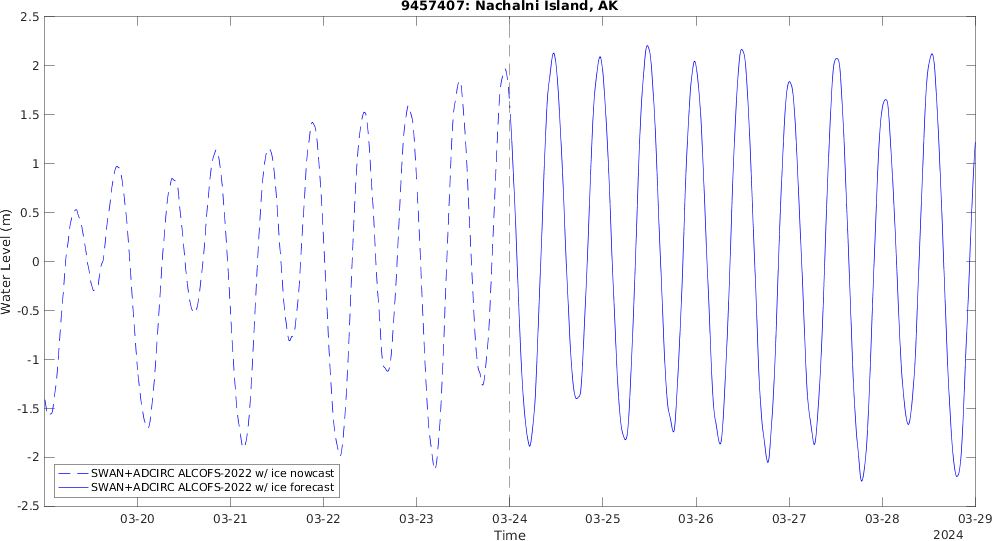 9457407: Nachalni Island, AK
2.5
2
1.5
1
0.5
0
-0.5
-1
-1.5
-2
-2.5
Water Level (m)
SWAN+ADCIRC ALCOFS-2022 w/ ice nowcast
SWAN+ADCIRC ALCOFS-2022 w/ ice forecast
03-20 03-21 03-22 03-23 03-24 03-25 03-26 03-27 03-28 03-29
Time
2024